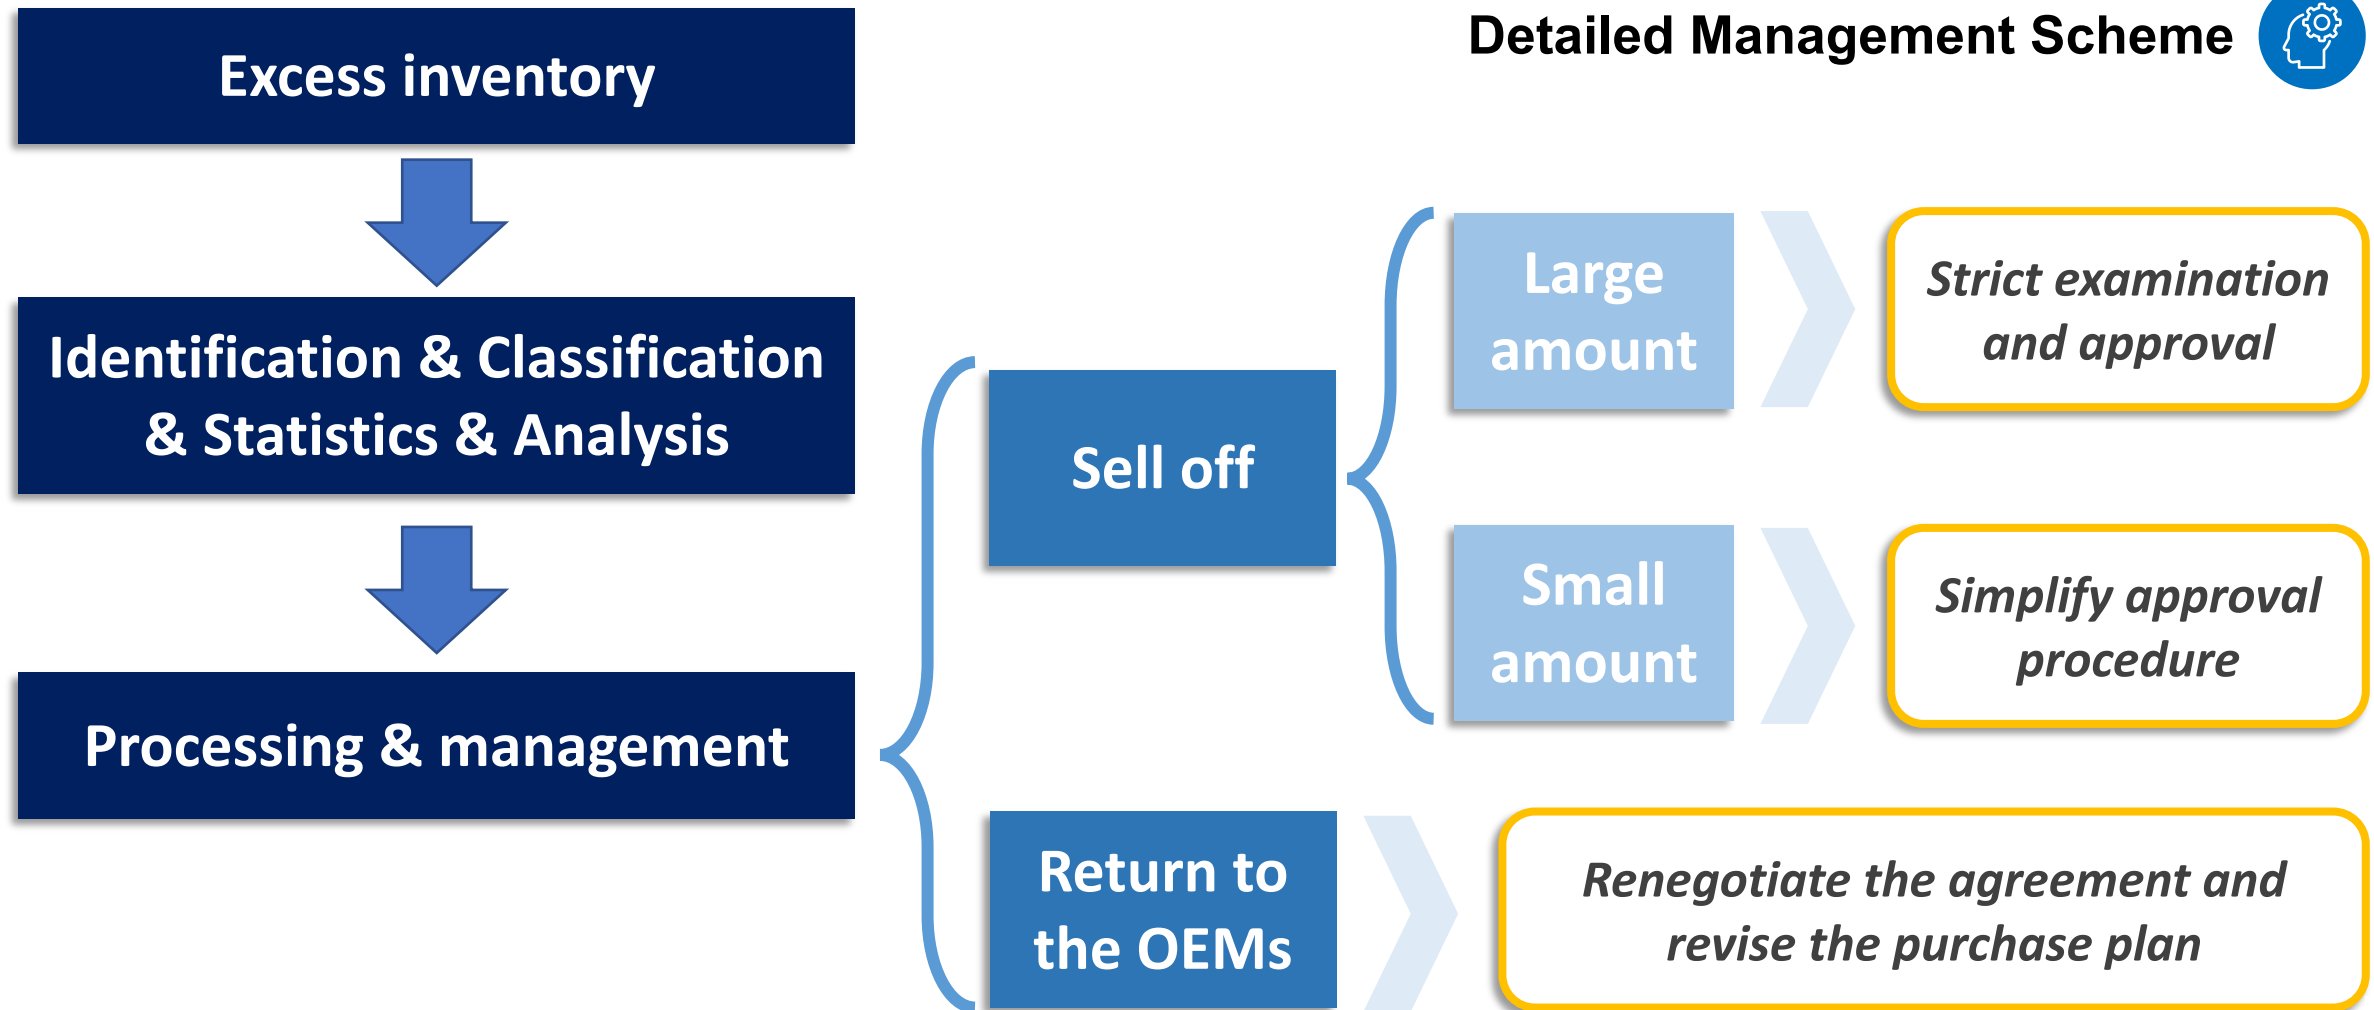 Detailed Management Scheme
Excess inventory
Identification & Classification
& Statistics & Analysis
Processing & management
Sell off
Large
amount
Strict examination
and approval
Small
amount
Simplify approval
procedure
Return to
the OEMs
Renegotiate the agreement and
revise the purchase plan